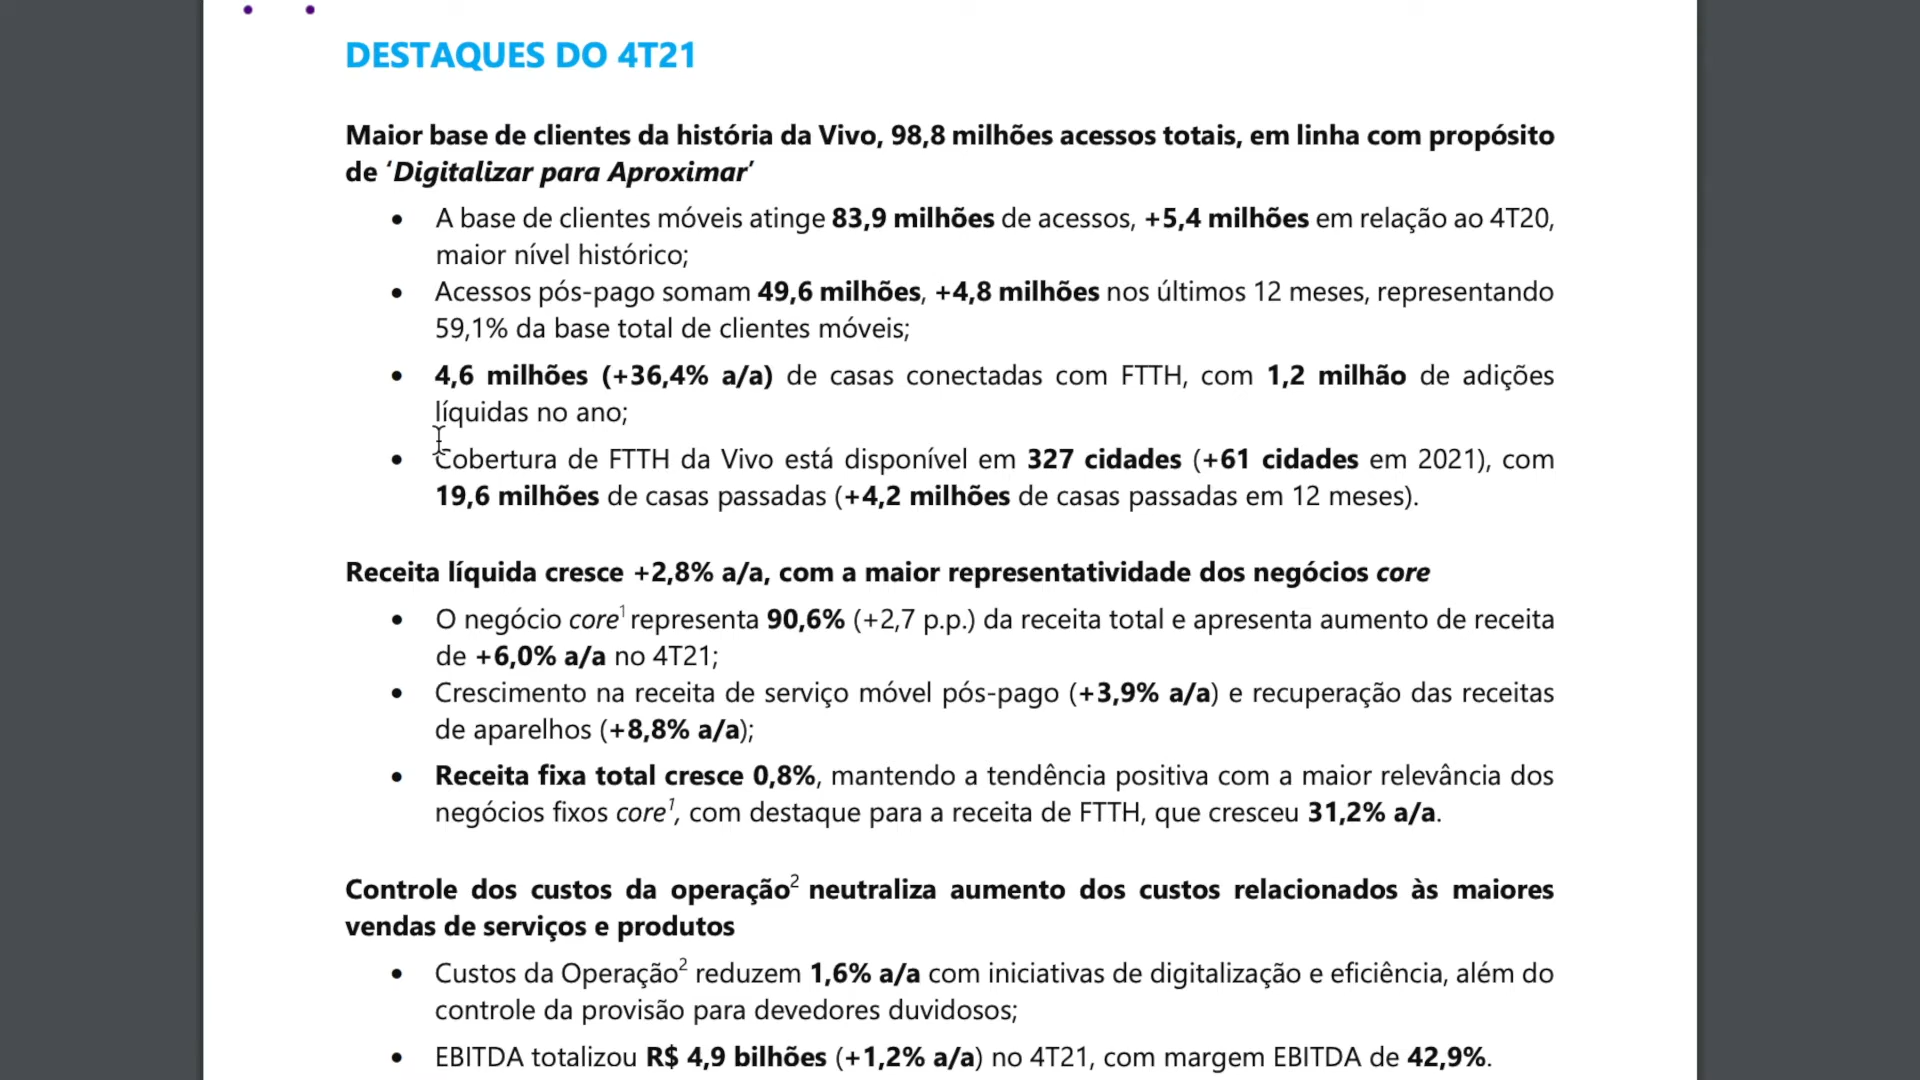 DESTAQUES DO 4T21
Maior base de clientes da história da Vivo, 98,8 milhões acessos totais, em linha com propósito
de ‘Digitalizar para Aproximar’
• A base de clientes móveis atinge 83,9 milhões de acessos, +5,4 milhões em relação ao 4T20,
maior nível histórico;
• Acessos pós-pago somam 49,6 milhões, +4,8 milhões nos últimos 12 meses, representando
59,1% da base total de clientes móveis;
• 4,6 milhões (+36,4% a/a) de casas conectadas com FTTH, com 1,2 milhão de adições
líquidas no ano;
• Cobertura de FTTH da Vivo está disponível em 327 cidades (+61 cidades em 2021), com
19,6 milhões de casas passadas (+4,2 milhões de casas passadas em 12 meses).
Receita líquida cresce +2,8% a/a, com a maior representatividade dos negócios core
• O negócio core¹ representa 90,6% (+2,7 p.p.) da receita total e apresenta aumento de receita
de +6,0% a/a no 4T21;
• Crescimento na receita de serviço móvel pós-pago (+3,9% a/a) e recuperação das receitas
de aparelhos (+8,8% a/a);
• Receita fixa total cresce 0,8%, mantendo a tendência positiva com a maior relevância dos
negócios fixos core¹, com destaque para a receita de FTTH, que cresceu 31,2% a/a.
Controle dos custos da operação² neutraliza aumento dos custos relacionados às maiores
vendas de serviços e produtos
• Custos da Operação² reduzem 1,6% a/a com iniciativas de digitalização e eficiência, além do
controle da provisão para devedores duvidosos;
• EBITDA totalizou R$ 4,9 bilhões (+1,2% a/a) no 4T21, com margem EBITDA de 42,9%.